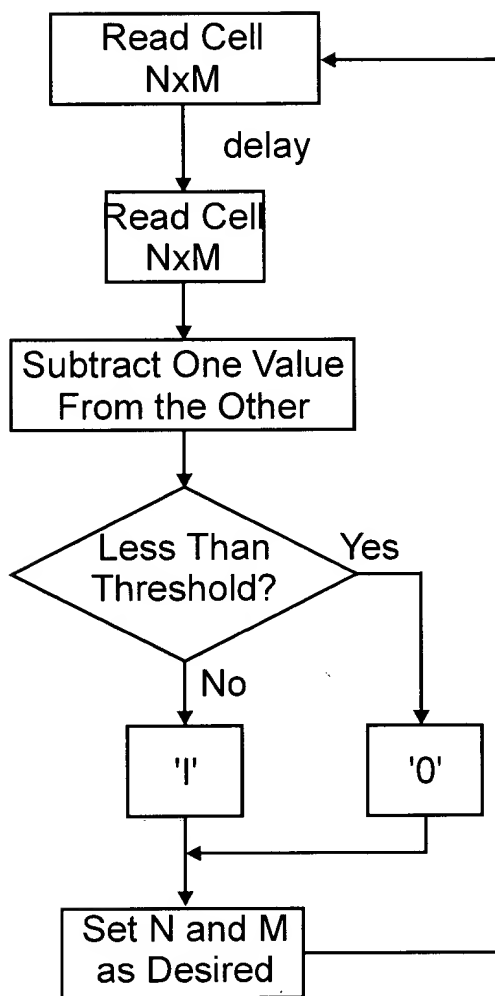 Read Cell
NxM
delay
Read Cell
NxM
Subtract One Value
From the Other
Less Than
Threshold?
Yes
No
'I'
'0'
Set N and M
as Desired